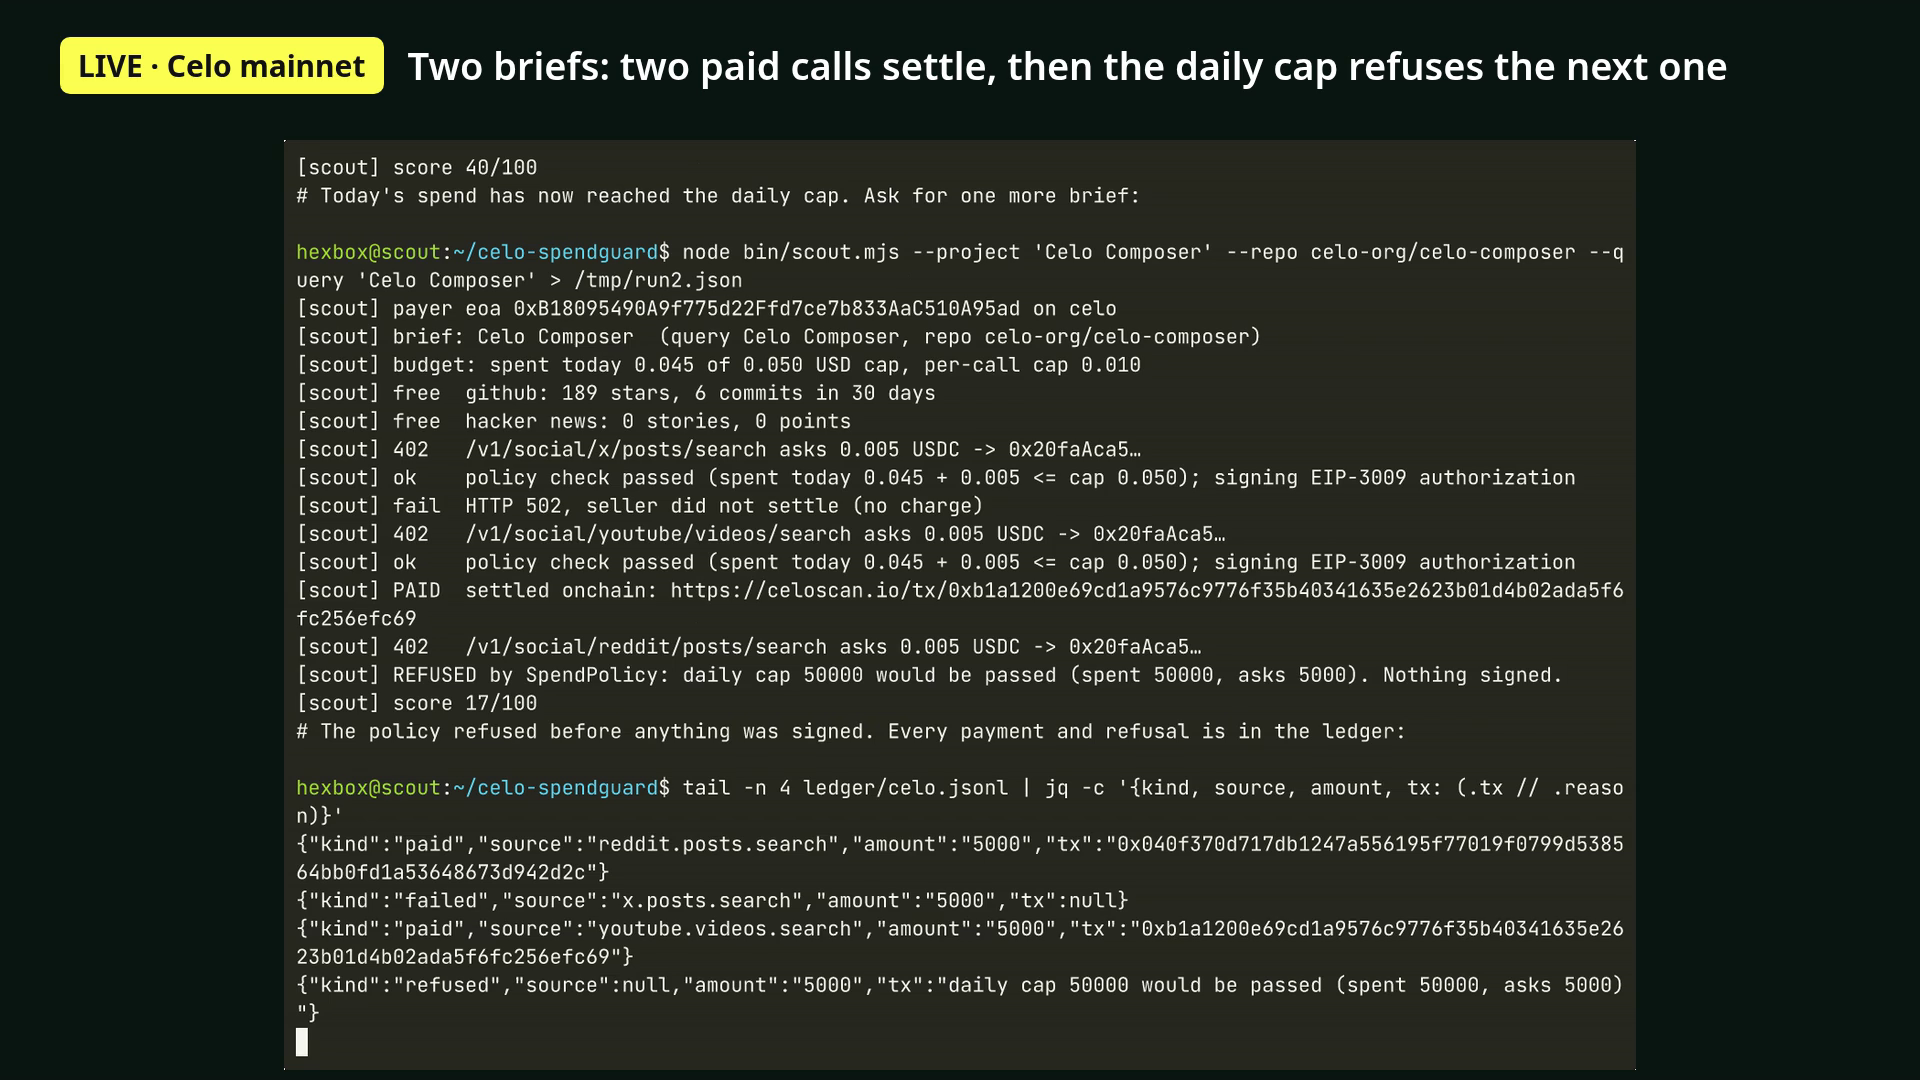 LIVE · Celo mainnet
Two briefs: two paid calls settle, then the daily cap refuses the next one
[scout] score 40/100
# Today's spend has now reached the daily cap. Ask for one more brief:
hexbox@scout:~/celo-spendguard$ node bin/scout.mjs --project 'Celo Composer' --repo celo-org/celo-composer --q
uery 'Celo Composer' > /tmp/run2.json
[scout] payer eoa 0xB18095490A9f775d22Ffd7ce7b833AaC510A95ad on celo
[scout] brief: Celo Composer  (query Celo Composer, repo celo-org/celo-composer)
[scout] budget: spent today 0.045 of 0.050 USD cap, per-call cap 0.010
[scout] free  github: 189 stars, 6 commits in 30 days
[scout] free  hacker news: 0 stories, 0 points
[scout] 402   /v1/social/x/posts/search asks 0.005 USDC -> 0x20faAca5…
[scout] ok    policy check passed (spent today 0.045 + 0.005 <= cap 0.050); signing EIP-3009 authorization
[scout] fail  HTTP 502, seller did not settle (no charge)
[scout] 402   /v1/social/youtube/videos/search asks 0.005 USDC -> 0x20faAca5…
[scout] ok    policy check passed (spent today 0.045 + 0.005 <= cap 0.050); signing EIP-3009 authorization
[scout] PAID  settled onchain: https://celoscan.io/tx/0xb1a1200e69cd1a9576c9776f35b40341635e2623b01d4b02ada5f6
fc256efc69
[scout] 402   /v1/social/reddit/posts/search asks 0.005 USDC -> 0x20faAca5…
[scout] REFUSED by SpendPolicy: daily cap 50000 would be passed (spent 50000, asks 5000). Nothing signed.
[scout] score 17/100
# The policy refused before anything was signed. Every payment and refusal is in the ledger:
hexbox@scout:~/celo-spendguard$ tail -n 4 ledger/celo.jsonl | jq -c '{kind, source, amount, tx: (.tx // .reaso
n)}'
{"kind":"paid","source":"reddit.posts.search","amount":"5000","tx":"0x040f370d717db1247a556195f77019f0799d5385
64bb0fd1a53648673d942d2c"}
{"kind":"failed","source":"x.posts.search","amount":"5000","tx":null}
{"kind":"paid","source":"youtube.videos.search","amount":"5000","tx":"0xb1a1200e69cd1a9576c9776f35b40341635e26
23b01d4b02ada5f6fc256efc69"}
{"kind":"refused","source":null,"amount":"5000","tx":"daily cap 50000 would be passed (spent 50000, asks 5000)
"}